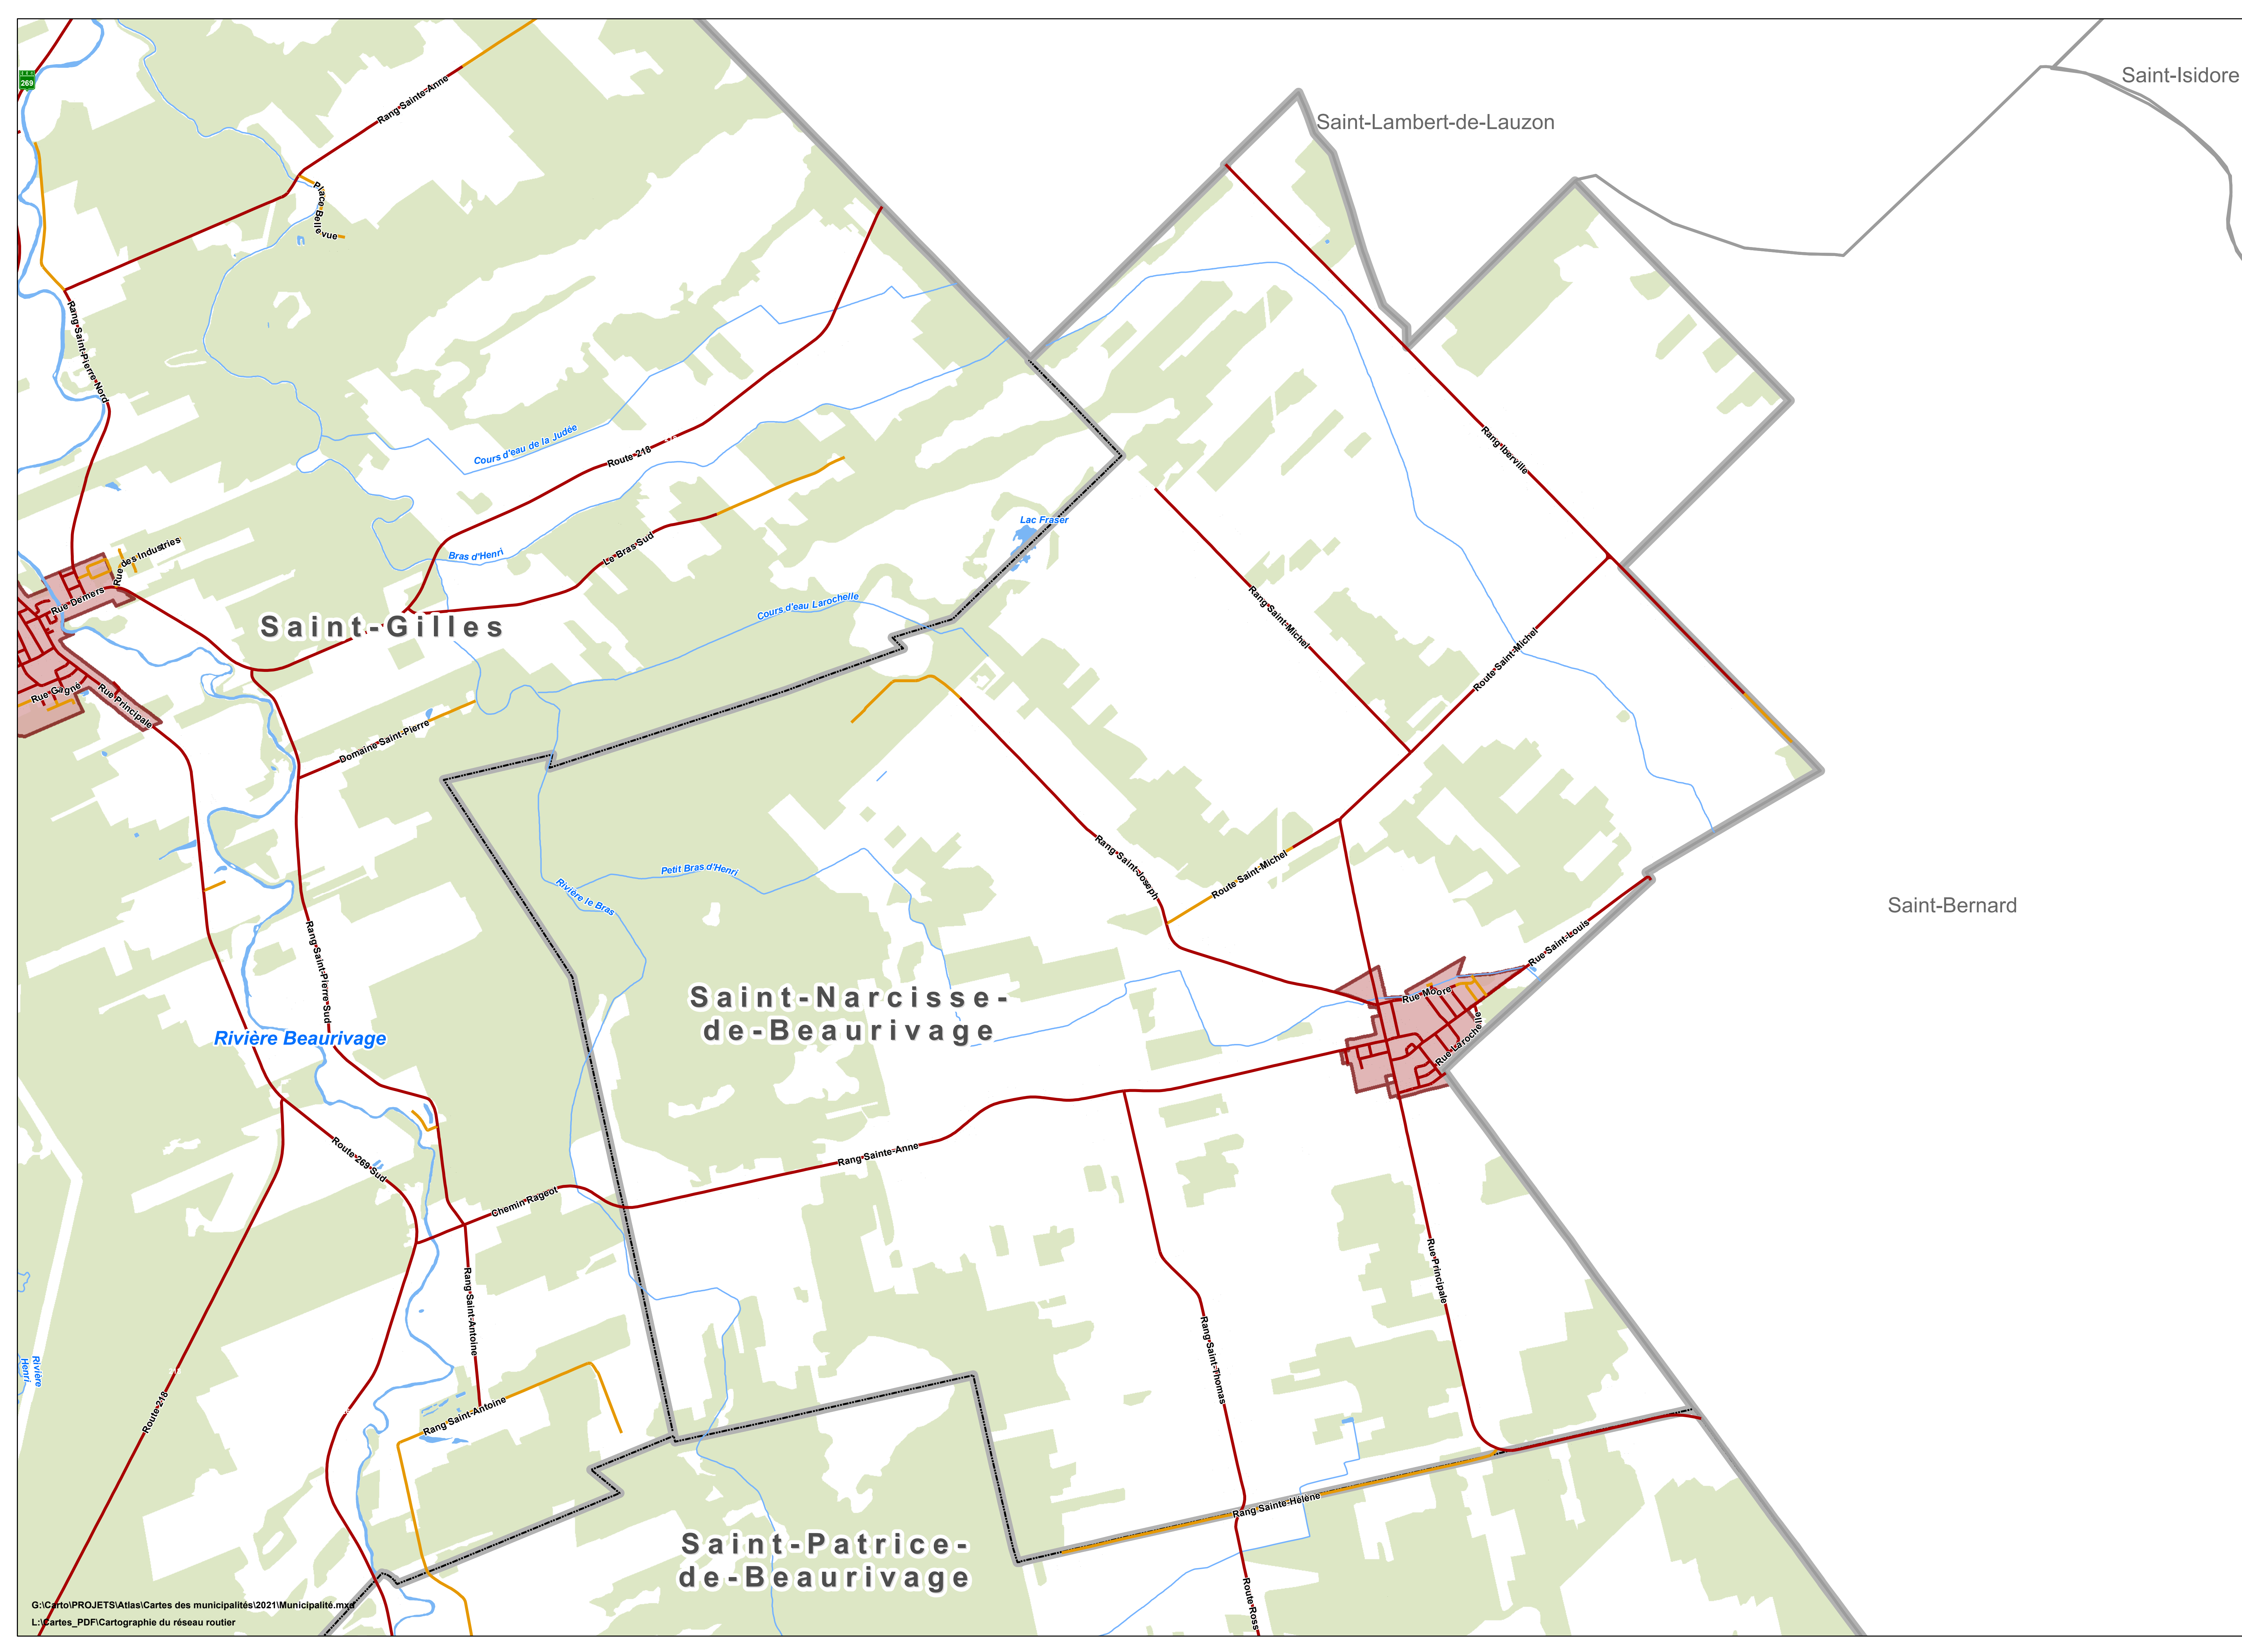 269
Saint-Isidore
Rang Sainte-Anne
Saint-Lambert-de-Lauzon
Place Bellevue
Rang Saint-Pierre Nord
Cours d'eau de la Judée
Route 218
Rang Iberville
Lac Fraser
Rue des Industries
Bras d'Henri
Le Bras Sud
Rue Demers
Cours d'eau Larochelle
Rang Saint-Michel
Saint-Gilles
Route Saint-Michel
Rue Gagné
Rue Principale
Domaine Saint-Pierre
Rang Saint-Joseph
Petit Bras d'Henri
Route Saint-Michel
Rivière le Bras
Saint-Bernard
Rue Saint-Louis
Rang Saint-Pierre Sud
Saint-Narcisse-
de-Beaurivage
Rue Moore
Rivière Beaurivage
Rue Larochelle
Route 269 Sud
Rang Sainte-Anne
Chemin Rageot
Rue Principale
Rang Saint-Antoine
Rang Saint-Thomas
Rivière
Henri
Route 218
Rang Saint-Antoine
Rang Sainte-Hélène
Saint-Patrice-
de-Beaurivage
Route Ross
G:\Carto\PROJETS\Atlas\Cartes des municipalités\2021\Municipalité.mxd
L:\Cartes_PDF\Cartographie du réseau routier